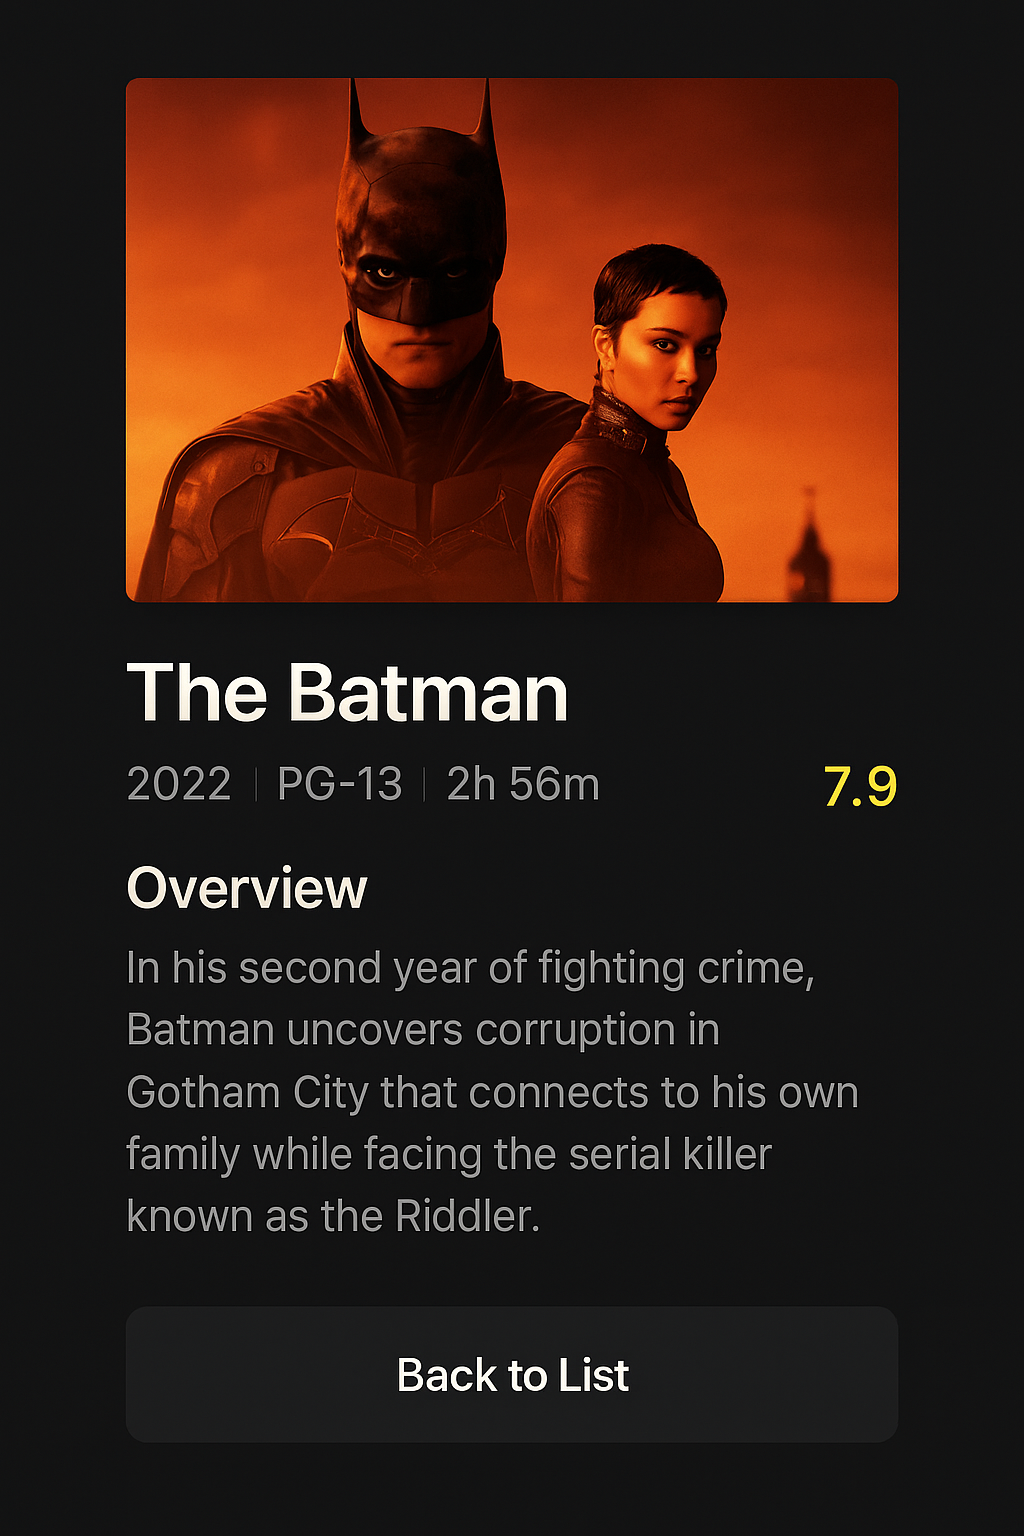 The Batman
2022 | PG-13 | 2h 56m 7.9
Overview
In his second year of fighting crime,
Batman uncovers corruption in
Gotham City that connects to his own
family while facing the serial killer
known as the Riddler.
Back to List